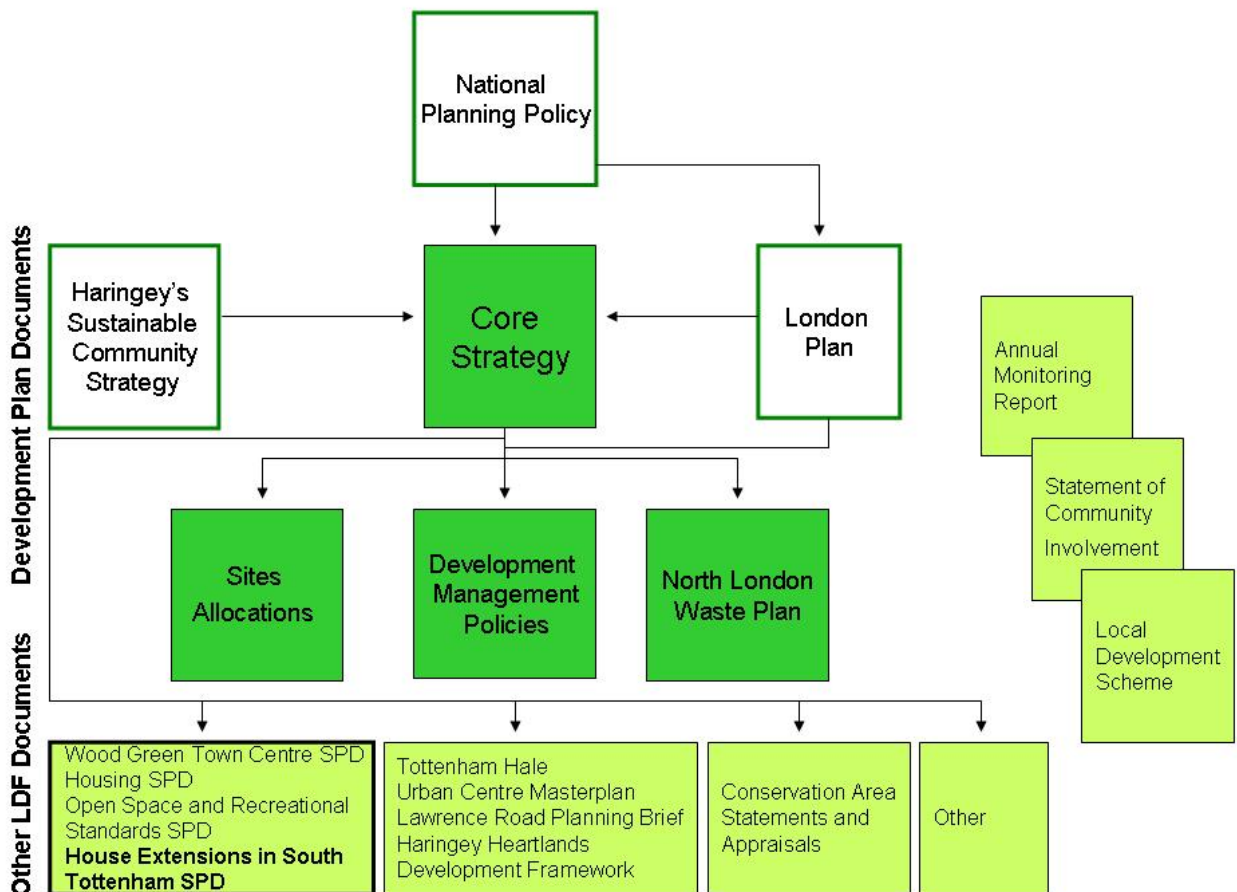 National
Planning Policy
Haringey's
Sustainable
Community
Strategy
Core
Strategy
London
Plan
Annual
Monitoring
Report
Statement of
Community
Involvement
Local
Development
Scheme
Development Plan Documents
Sites
Allocations
Development
Management
Policies
North London
Waste Plan
Other LDF Documents
Wood Green Town Centre SPD
Housing SPD
Open Space and Recreational
Standards SPD
House Extensions in South
Tottenham SPD
Tottenham Hale
Urban Centre Masterplan
Lawrence Road Planning Brief
Haringey Heartlands
Development Framework
Conservation Area
Statements and
Appraisals
Other